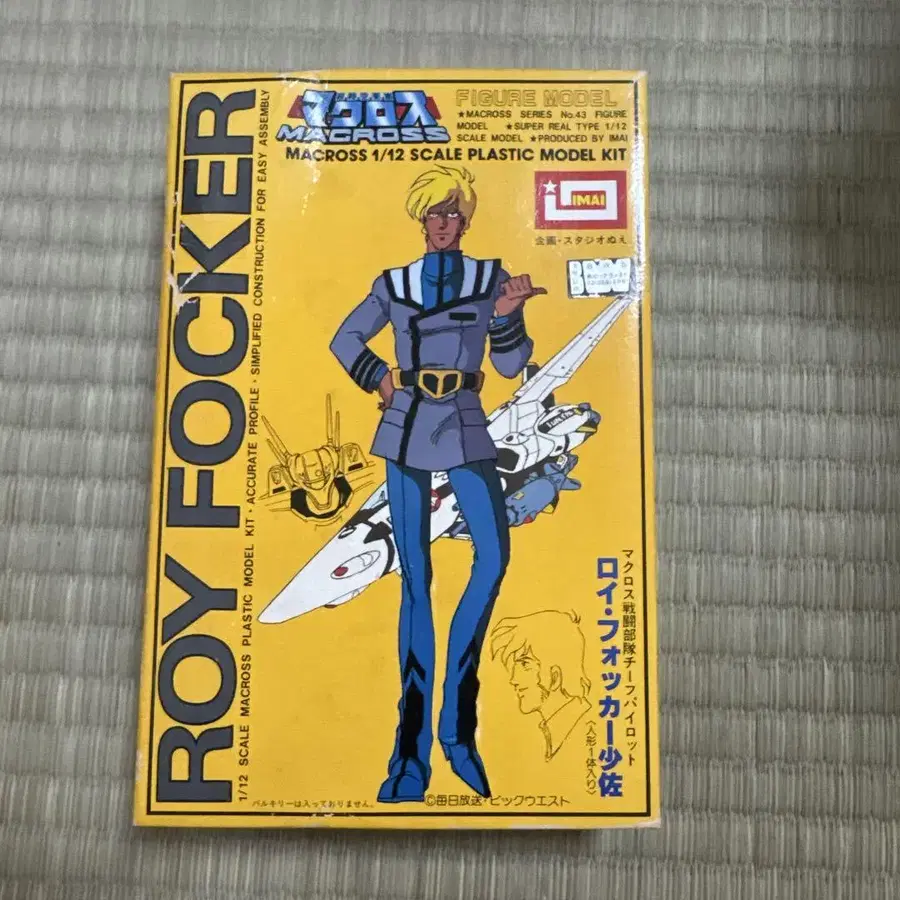 ROY FOCKER
1/12 SCALE MACROSS PLASTIC MODEL KIT・ACCURATE PROFILE・SIMPLIFIED CONSTRUCTION FOR EASY ASSEMBLY
マクロス
MACROSS
FIGURE MODEL
★MACROSS SERIES No.43 FIGURE
MODEL ★SUPER REAL TYPE 1/12
SCALE MODEL ★PRODUCED BY IMAI
MACROSS 1/12 SCALE PLASTIC MODEL KIT
IMAI
企画・スタジオぬえ
マクロス戦闘部隊チーフパイロット
ロイ・フォッカー少佐
〈人形1体入り〉
バルキリーは入っておりません。
©毎日放送・ビックウエスト